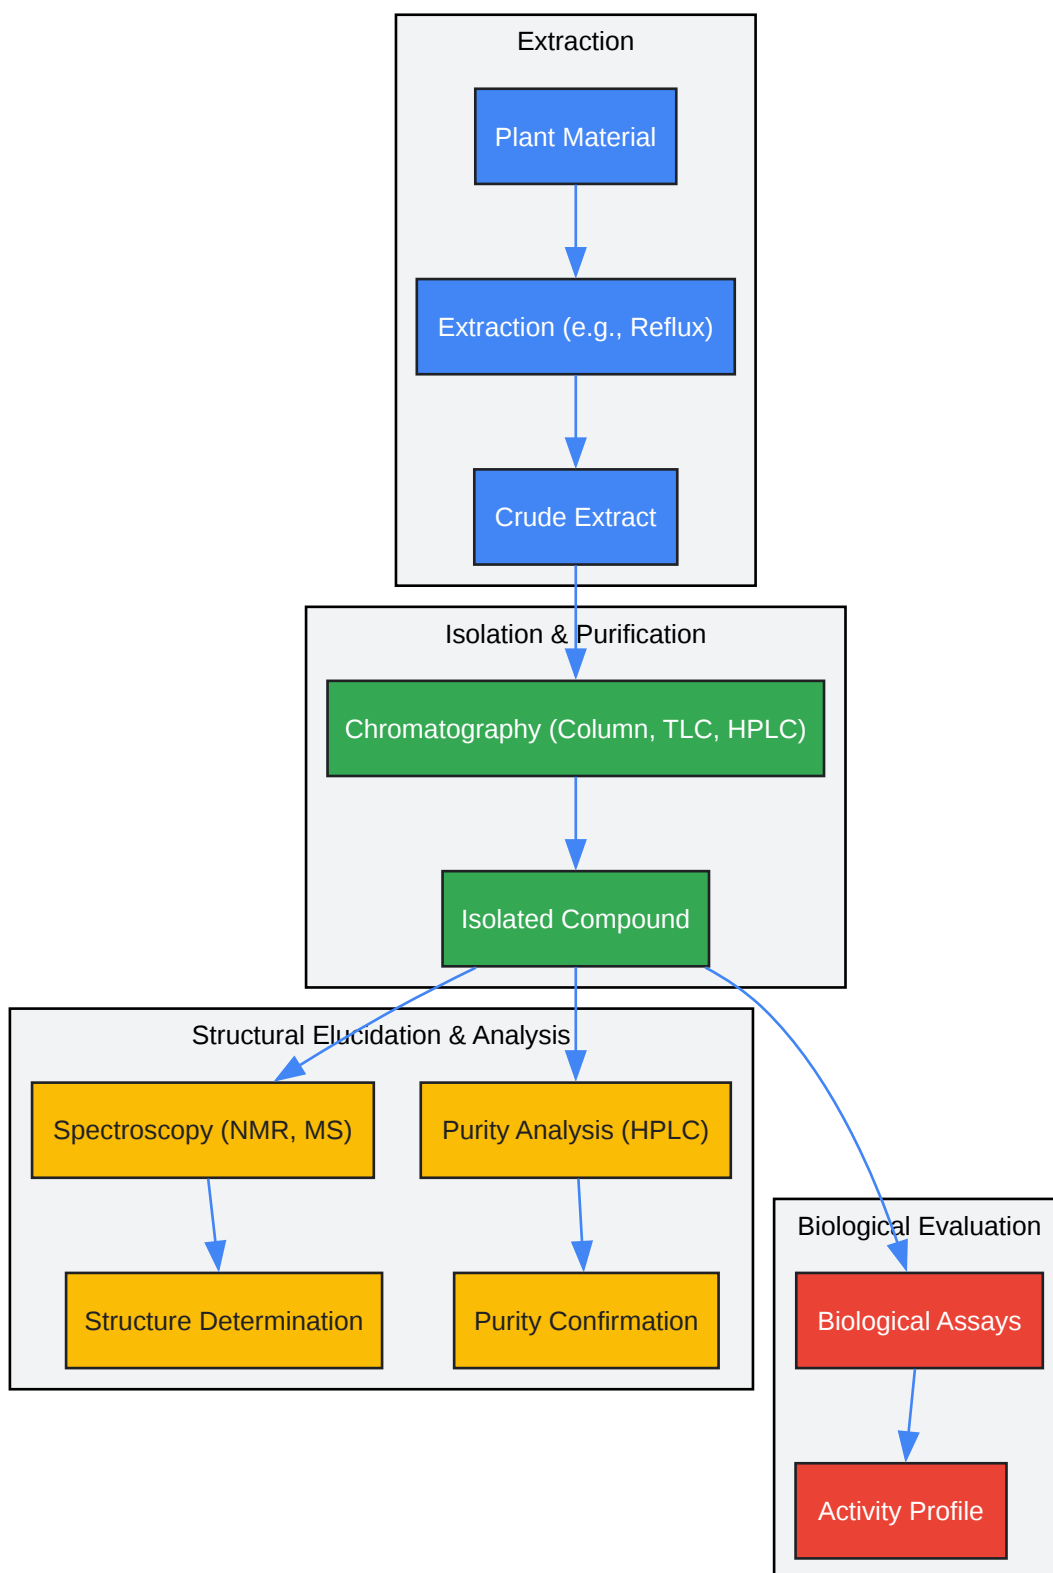 Extraction
Plant Material
Extraction (e.g., Reflux)
Crude Extract
Isolation & Purification
Chromatography (Column, TLC, HPLC)
Isolated Compound
Structural Elucidation & Analysis
Spectroscopy (NMR, MS)
Purity Analysis (HPLC)
Structure Determination
Purity Confirmation
Biological Evaluation
Biological Assays
Activity Profile